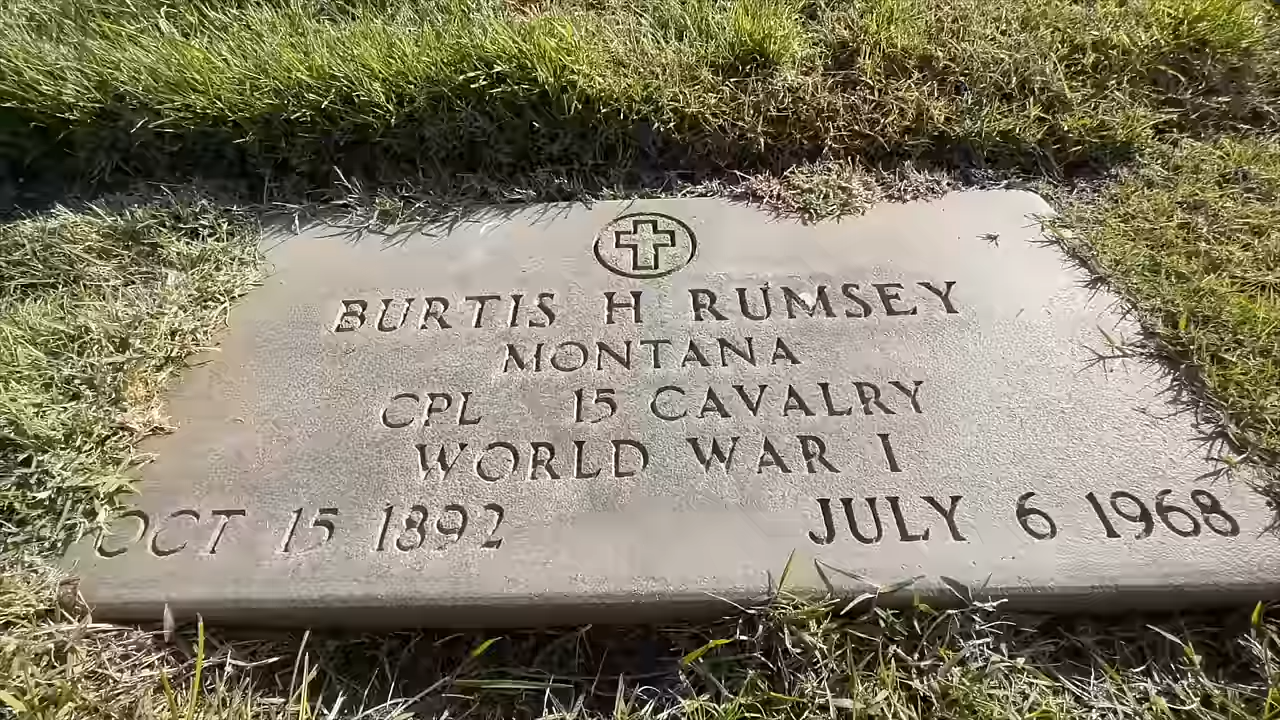 BURTIS H RUMSEY
MONTANA
CPL 15 CAVALRY
WORLD WAR I
OCT 15 1892 JULY 6 1968